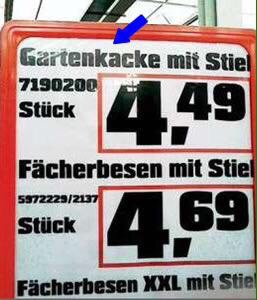 Gartenkacke mit Stiel
7190200
Stück
4,49
Fächerbesen mit Stiel
5972229/2137
Stück
4,69
Fächerbesen XXL mit Stiel